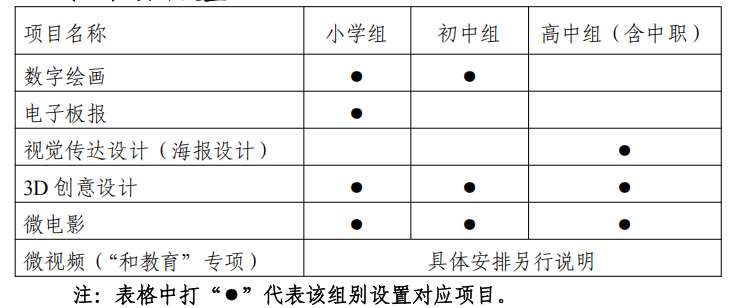 项目名称 小学组 初中组 高中组（含中职）
数字绘画 ● ●
电子板报 ●
视觉传达设计（海报设计） ●
3D 创意设计 ● ● ●
微电影 ● ● ●
微视频（“和教育”专项） 具体安排另行说明
注：表格中打“●”代表该组别设置对应项目。